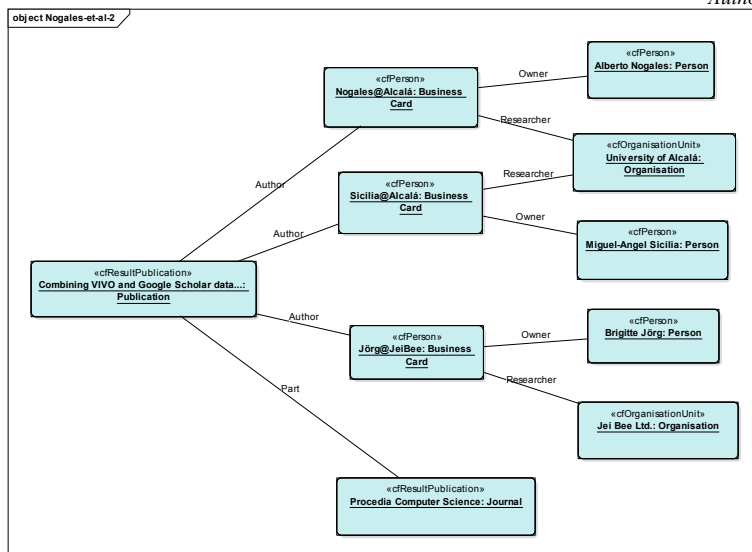 Autho
object Nogales-et-al-2
«cfPerson»
Nogales@Alcalá: Business
Card
Owner
«cfPerson»
Alberto Nogales: Person
Researcher
«cfOrganisationUnit»
University of Alcalá:
Organisation
Author
«cfPerson»
Sicilia@Alcalá: Business
Card
Researcher
Owner
«cfPerson»
Miguel-Angel Sicilia: Person
Author
«cfResultPublication»
Combining VIVO and Google Scholar data...:
Publication
Author
«cfPerson»
Jörg@JeiBee: Business
Card
Owner
«cfPerson»
Brigitte Jörg: Person
Researcher
«cfOrganisationUnit»
Jei Bee Ltd.: Organisation
Part
«cfResultPublication»
Procedia Computer Science: Journal